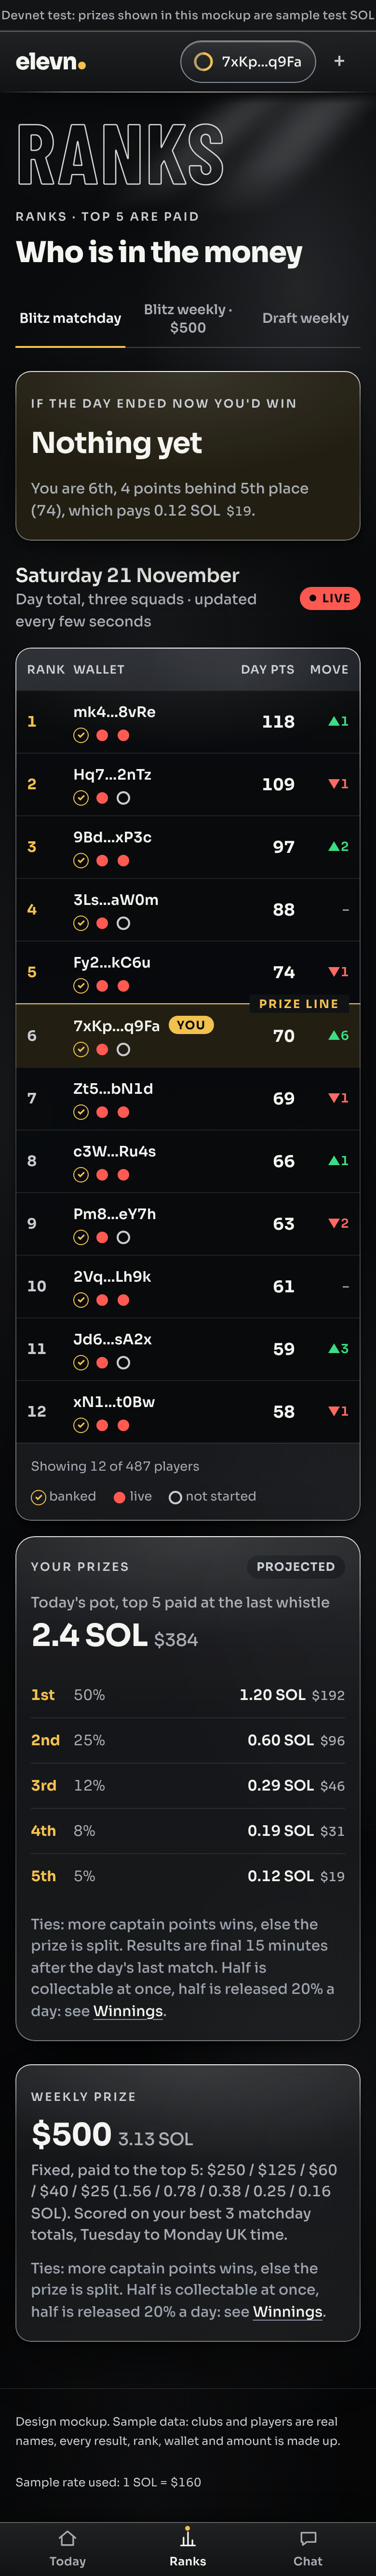 Devnet test: prizes shown in this mockup are sample test SOL
elevn.
7xKp...q9Fa
+
RANKS
RANKS · TOP 5 ARE PAID
Who is in the money
Blitz matchday
Blitz weekly ·
$500
Draft weekly
IF THE DAY ENDED NOW YOU'D WIN
Nothing yet
You are 6th, 4 points behind 5th place
(74), which pays 0.12 SOL $19.
Saturday 21 November
Day total, three squads · updated
every few seconds
LIVE
RANK WALLET DAY PTS MOVE
1 mk4...8vRe 118 ▲1
2 Hq7...2nTz 109 ▼1
3 9Bd...xP3c 97 ▲2
4 3Ls...aW0m 88 –
5 Fy2...kC6u 74 ▼1
PRIZE LINE
6 7xKp...q9Fa YOU 70 ▲6
7 Zt5...bN1d 69 ▼1
8 c3W...Ru4s 66 ▲1
9 Pm8...eY7h 63 ▼2
10 2Vq...Lh9k 61 –
11 Jd6...sA2x 59 ▲3
12 xN1...t0Bw 58 ▼1
Showing 12 of 487 players
banked live not started
YOUR PRIZES PROJECTED
Today's pot, top 5 paid at the last whistle
2.4 SOL $384
1st 50% 1.20 SOL $192
2nd 25% 0.60 SOL $96
3rd 12% 0.29 SOL $46
4th 8% 0.19 SOL $31
5th 5% 0.12 SOL $19
Ties: more captain points wins, else the
prize is split. Results are final 15 minutes
after the day's last match. Half is
collectable at once, half is released 20% a
day: see Winnings.
WEEKLY PRIZE
$500 3.13 SOL
Fixed, paid to the top 5: $250 / $125 / $60
/ $40 / $25 (1.56 / 0.78 / 0.38 / 0.25 / 0.16
SOL). Scored on your best 3 matchday
totals, Tuesday to Monday UK time.
Ties: more captain points wins, else the
prize is split. Half is collectable at once,
half is released 20% a day: see Winnings.
Design mockup. Sample data: clubs and players are real
names, every result, rank, wallet and amount is made up.
Sample rate used: 1 SOL = $160
Today Ranks Chat